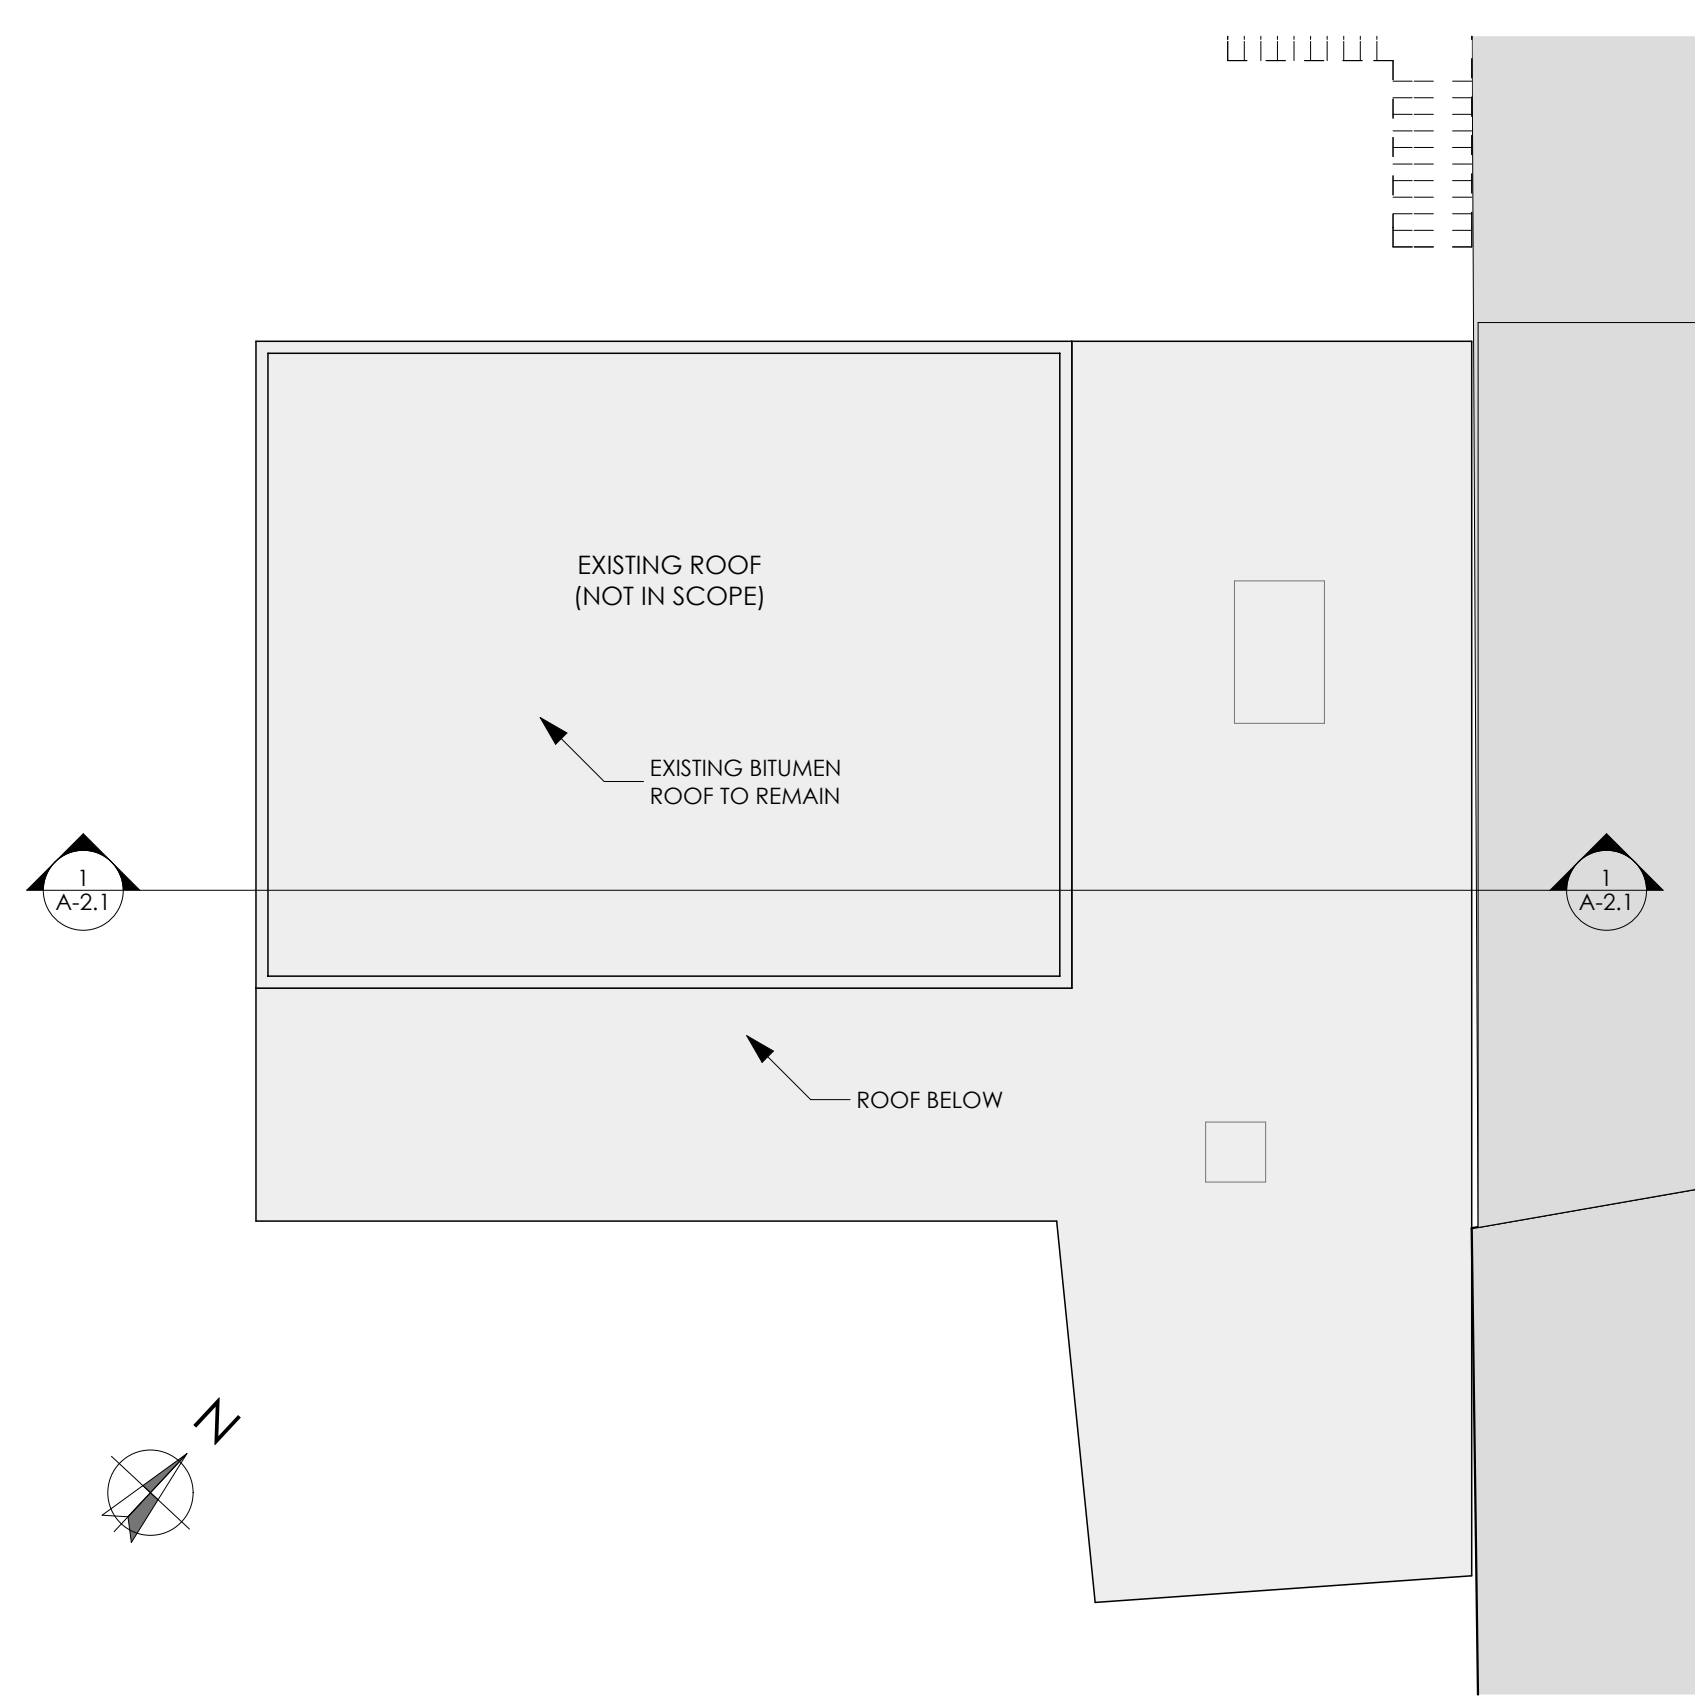 EXISTING ROOF
(NOT IN SCOPE)
EXISTING BITUMEN
ROOF TO REMAIN
1
A-2.1
1
A-2.1
ROOF BELOW
N